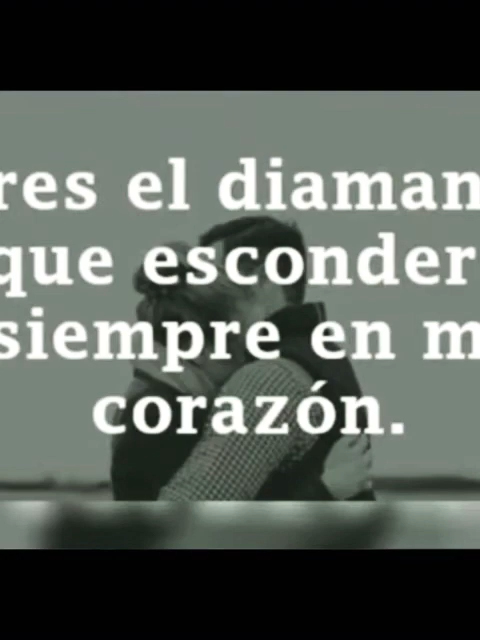 res el diaman
que esconder
siempre en m
corazón.